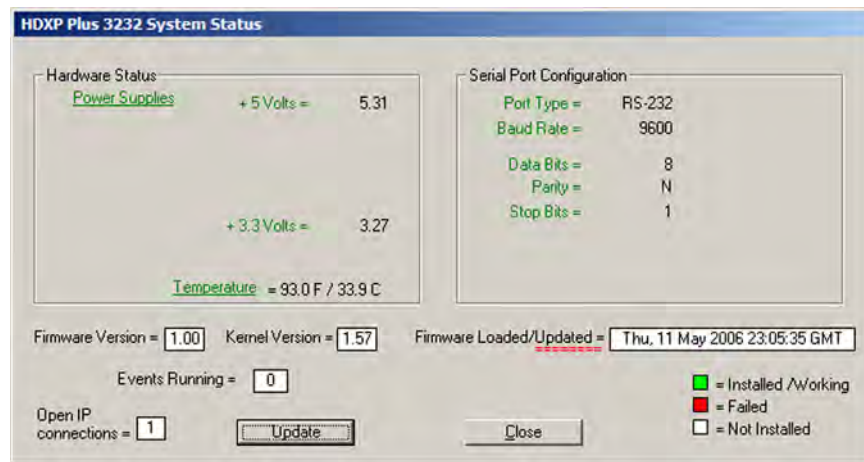 HDXP Plus 3232 System Status
Hardware Status
Power Supplies + 5 Volts = 5.31
+ 3.3 Volts = 3.27
Temperature = 93.0 F / 33.9 C
Serial Port Configuration
Port Type = RS-232
Baud Rate = 9600
Data Bits = 8
Parity = N
Stop Bits = 1
Firmware Version = 1.00 Kernel Version = 1.57 Firmware Loaded/Updated = Thu, 11 May 2006 23:05:35 GMT
Events Running = 0
Open IP
connections = 1
Update
Close
= Installed /Working
= Failed
= Not Installed